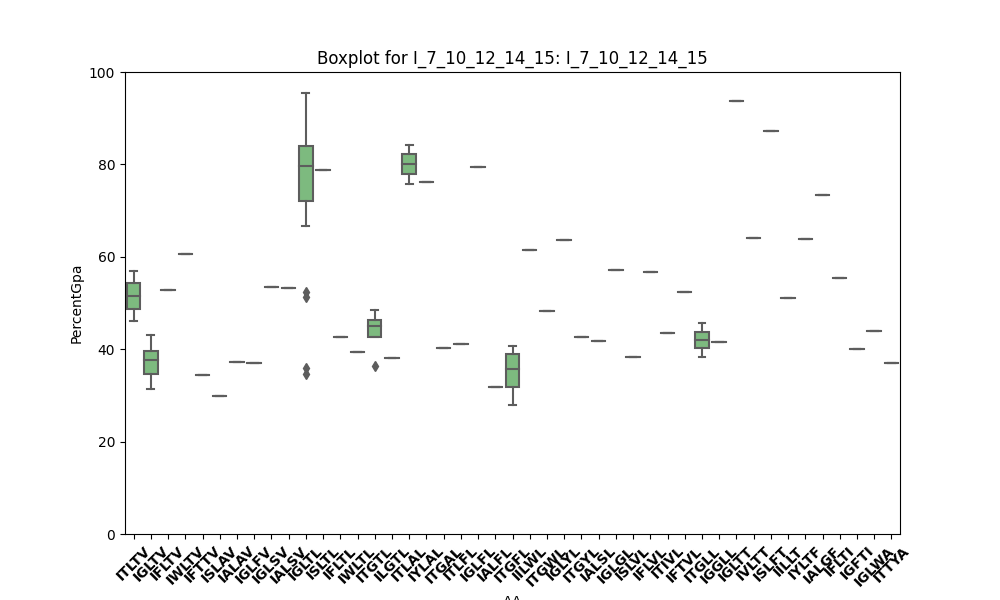 Boxplot for I_7_10_12_14_15: I_7_10_12_14_15
PercentGpa
100
80
60
40
20
0
ITLTV
IGLTV
IFLTV
IWLTV
IFTTV
ISLAV
IALAV
IGLFV
IGLSV
IALSV
IGLTL
ISLTL
IFLTL
IWLTL
ITGTL
ILGTL
ITLAL
IYLAL
ITGAL
ITLFL
IGLFL
IALFL
ITGFL
IILWL
ITGWL
IGLYL
ITGYL
IALSL
IGLGL
ISLVL
IFLVL
ITIVL
IFTVL
ITGLL
IGGLL
IGLTT
IVLTT
ISLFT
IILLT
IYLTF
IALGF
IFLTI
IGFTI
IGLWA
ITTYA